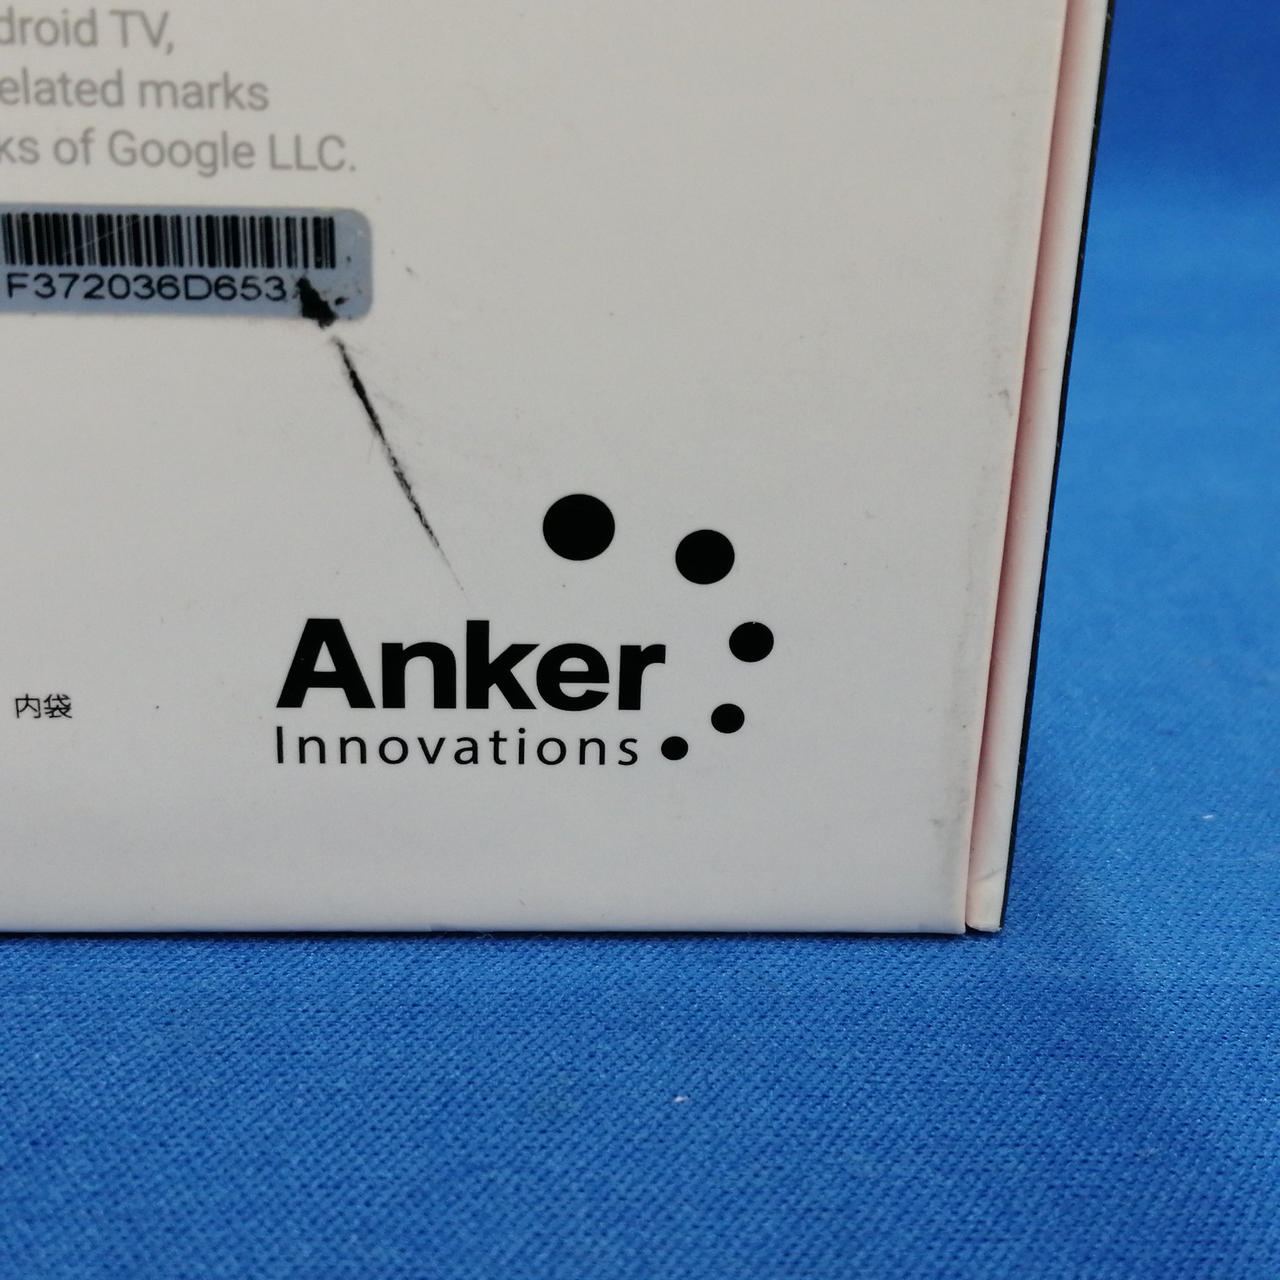 droid TV,
elated marks
ks of Google LLC.
F372036D653
Anker
Innovations
内袋